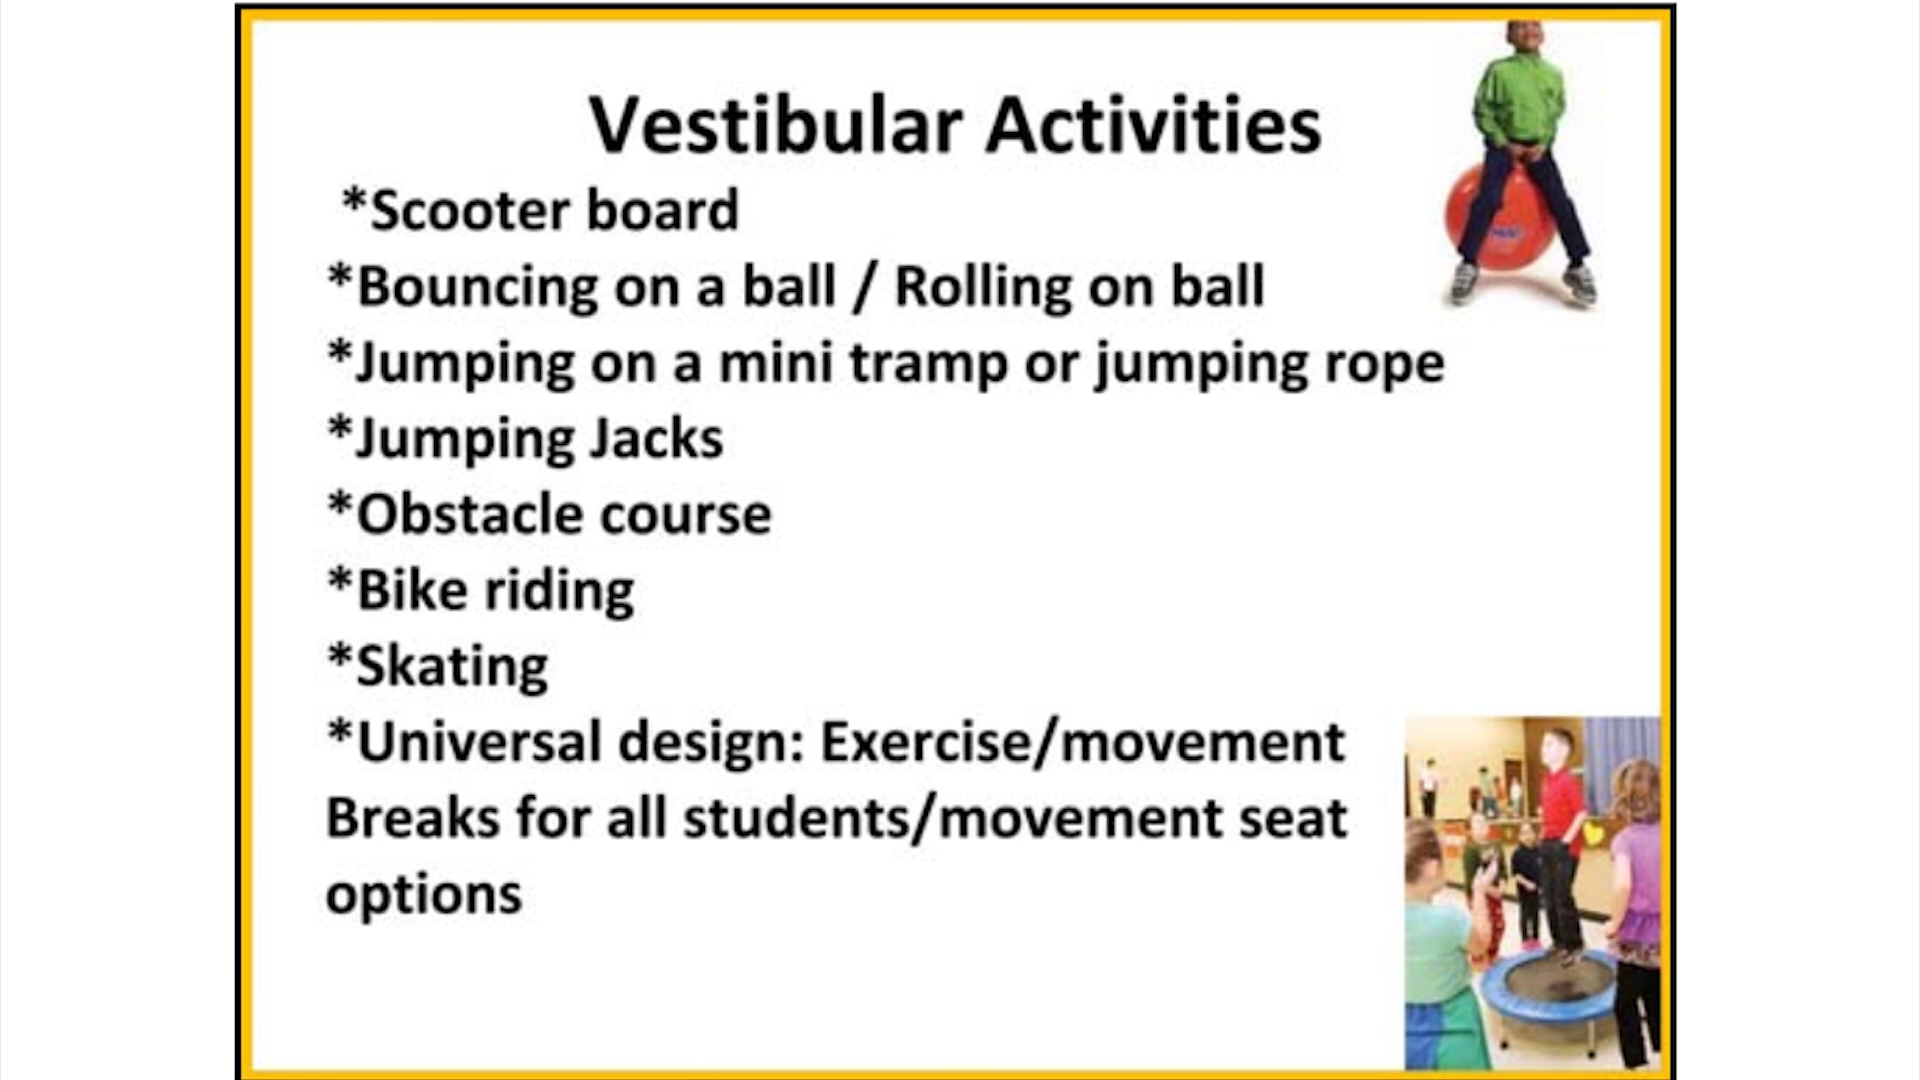 Vestibular Activities
*Scooter board
*Bouncing on a ball / Rolling on ball
*Jumping on a mini tramp or jumping rope
*Jumping Jacks
*Obstacle course
*Bike riding
*Skating
*Universal design: Exercise/movement
Breaks for all students/movement seat
options